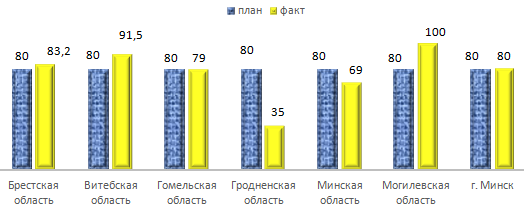 план факт
80 83,2 80 91,5 80 79 80 35 80 69 80 100 80 80
Брестская Витебская Гомельская Гродненская Минская Могилевская г. Минск
область область область область область область